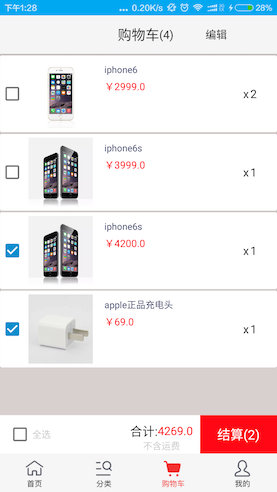 下午1:28
0.20K/s
28%
购物车(4)
编辑
iphone6
￥2999.0
x2
iphone6s
￥3999.0
x1
iphone6s
￥4200.0
x1
apple正品充电头
￥69.0
x1
全选
合计:4269.0
不含运费
结算(2)
首页
分类
购物车
我的